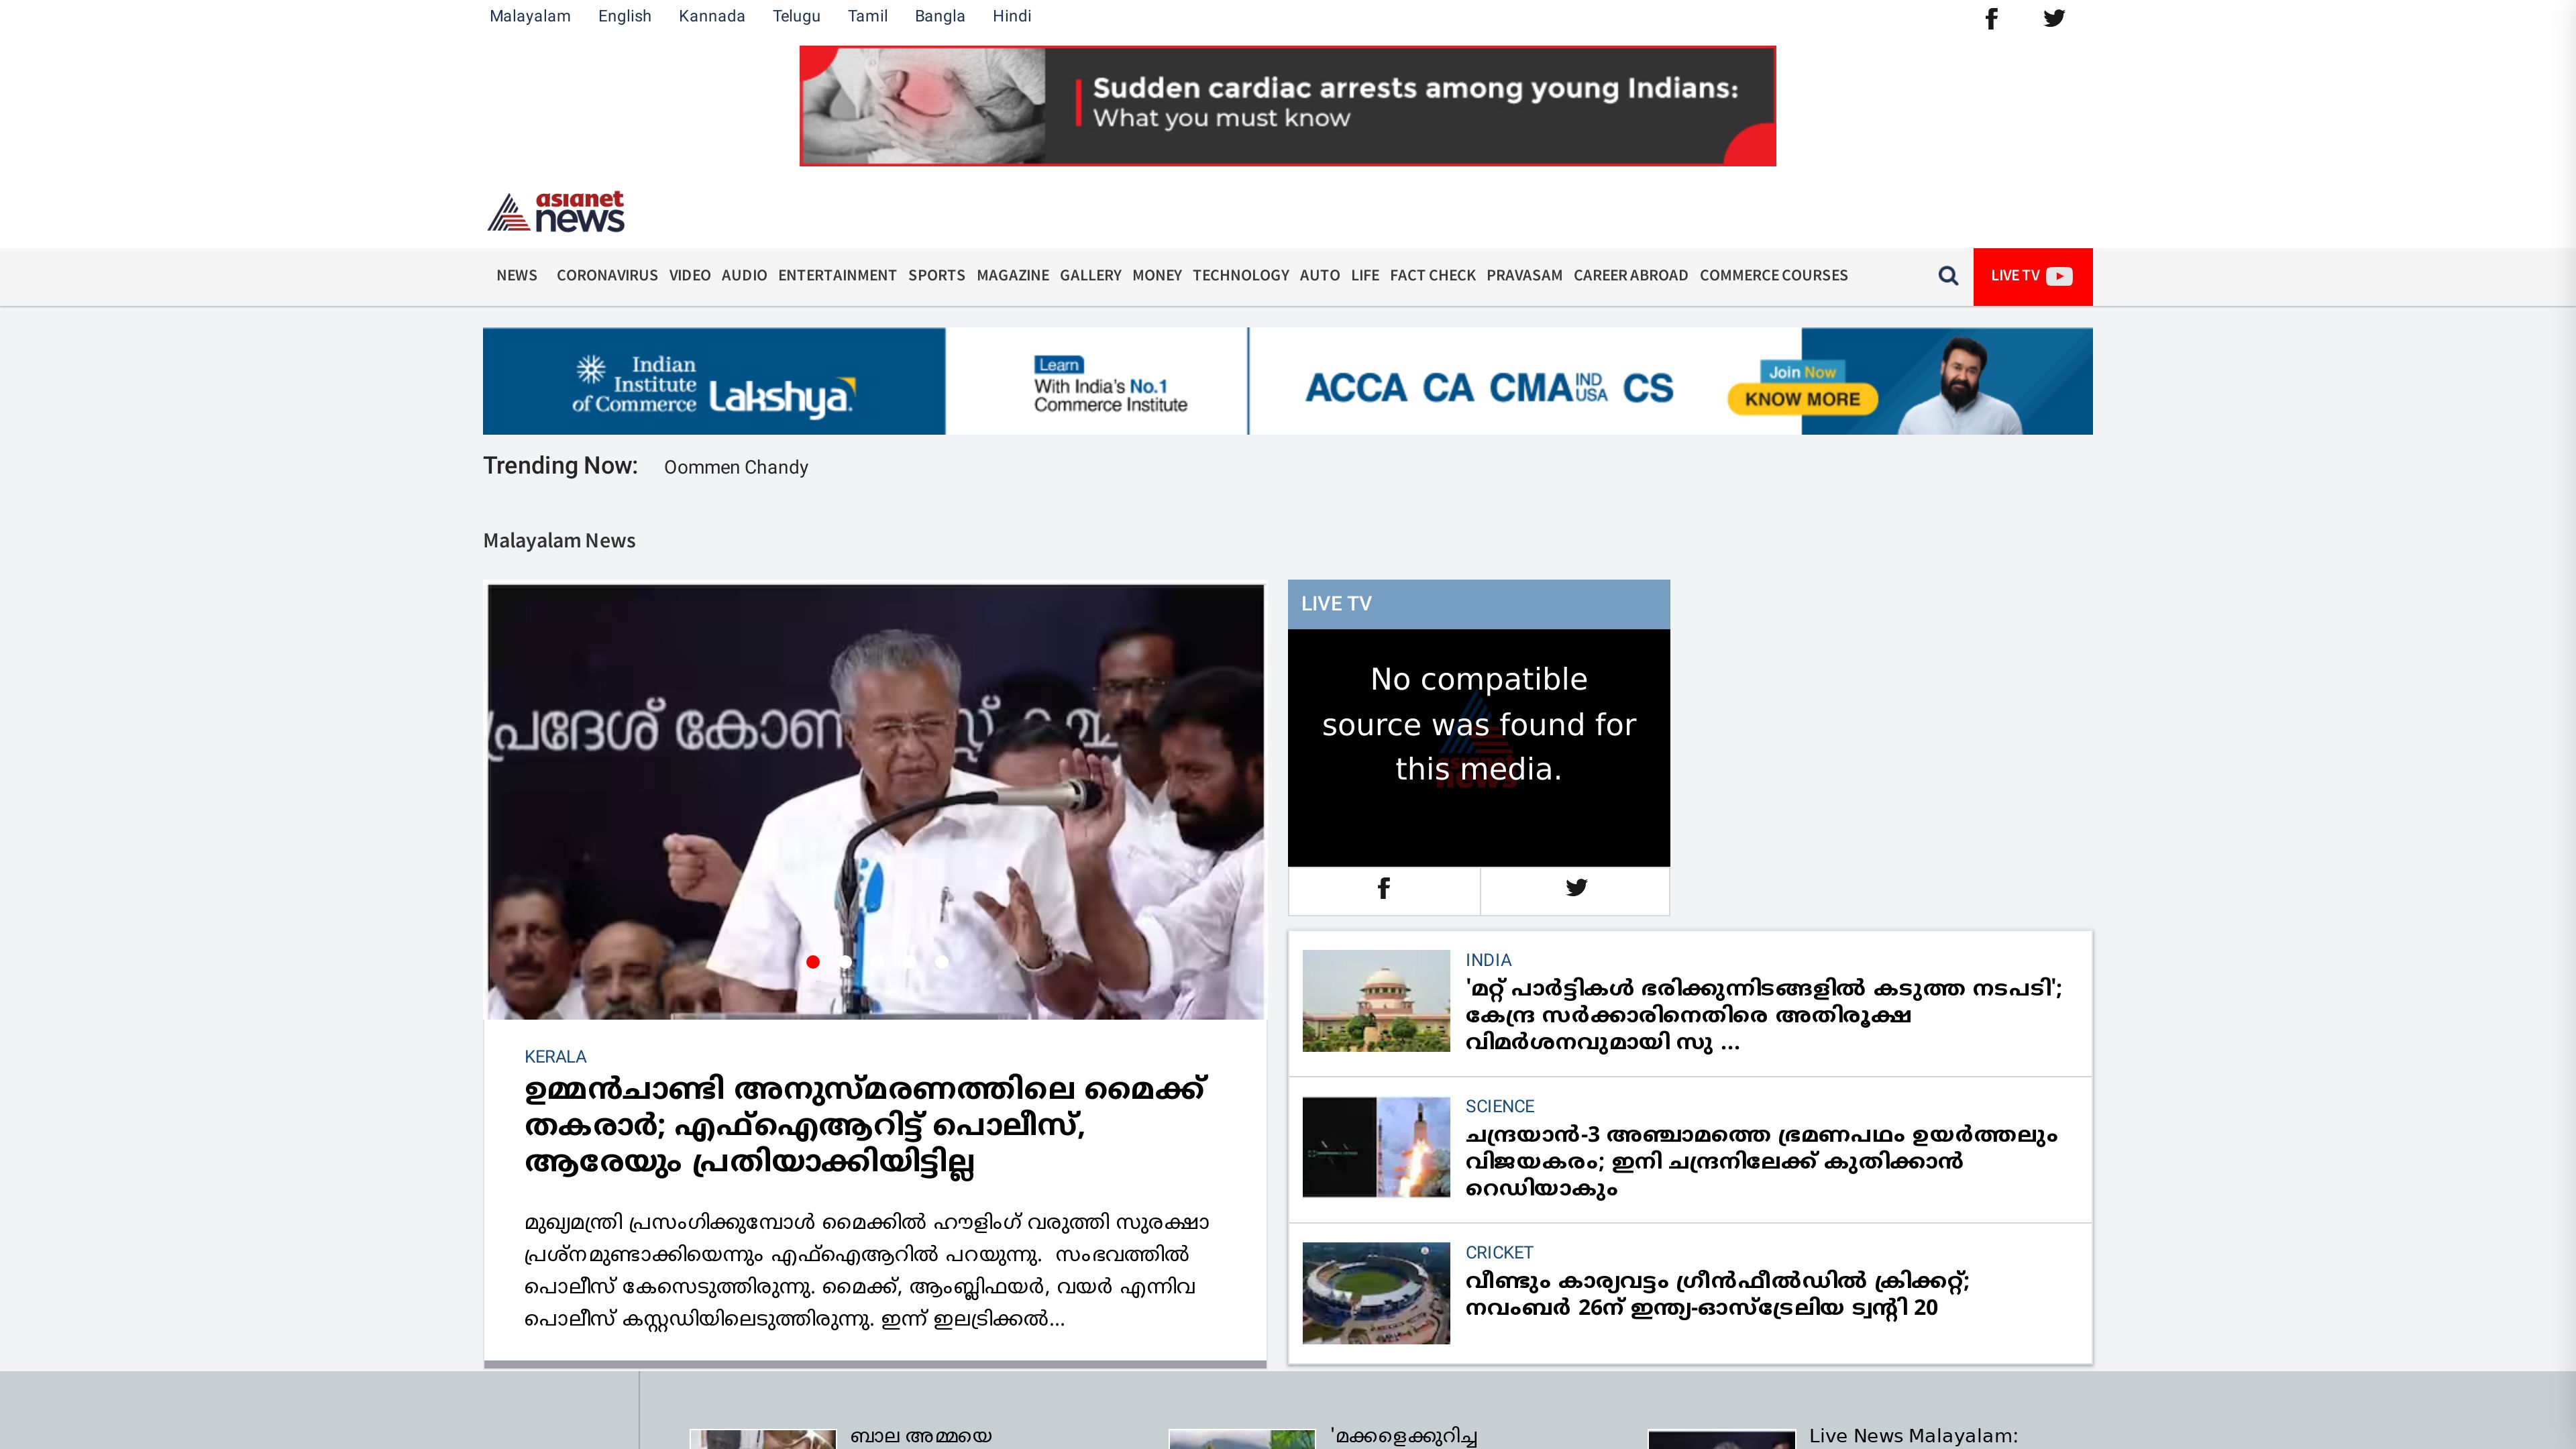 Malayalam English Kannada Telugu Tamil Bangla Hindi
Sudden cardiac arrests among young Indians:
What you must know
asianet
news
NEWS CORONAVIRUS VIDEO AUDIO ENTERTAINMENT SPORTS MAGAZINE GALLERY MONEY TECHNOLOGY AUTO LIFE FACT CHECK PRAVASAM CAREER ABROAD COMMERCE COURSES LIVE TV
Indian
Institute
of Commerce Lakshya
Learn
With India's No.1
Commerce Institute
ACCA CA CMA IND USA CS
Join Now
KNOW MORE
Trending Now: Oommen Chandy
Malayalam News
പ്രദേശ് കോൺ
KERALA
ഉമ്മൻചാണ്ടി അനുസ്മരണത്തിലെ മൈക്ക്
തകരാർ; എഫ്ഐആറിട്ട് പൊലീസ്,
ആരേയും പ്രതിയാക്കിയിട്ടില്ല
മുഖ്യമന്ത്രി പ്രസംഗിക്കുമ്പോൾ മൈക്കിൽ ഹൗളിംഗ് വരുത്തി സുരക്ഷാ
പ്രശ്നമുണ്ടാക്കിയെന്നും എഫ്ഐആറിൽ പറയുന്നു.  സംഭവത്തിൽ
പൊലീസ് കേസെടുത്തിരുന്നു. മൈക്ക്, ആംബ്ലിഫയർ, വയർ എന്നിവ
പൊലീസ് കസ്റ്റഡിയിലെടുത്തിരുന്നു. ഇന്ന് ഇലട്രിക്കൽ...
LIVE TV
No compatible
source was found for
this media.
INDIA
'മറ്റ് പാർട്ടികൾ ഭരിക്കുന്നിടങ്ങളിൽ കടുത്ത നടപടി';
കേന്ദ്ര സർക്കാരിനെതിരെ അതിരൂക്ഷ
വിമർശനവുമായി സു ...
SCIENCE
ചന്ദ്രയാൻ-3 അഞ്ചാമത്തെ ഭ്രമണപഥം ഉയർത്തലും
വിജയകരം; ഇനി ചന്ദ്രനിലേക്ക് കുതിക്കാൻ
റെഡിയാകും
CRICKET
വീണ്ടും കാര്യവട്ടം ഗ്രീൻഫീൽഡിൽ ക്രിക്കറ്റ്;
നവംബർ 26ന് ഇന്ത്യ-ഓസ്ട്രേലിയ ട്വന്റി 20
ബാല അമ്മയെ
'മക്കളെക്കുറിച്ച
Live News Malayalam: